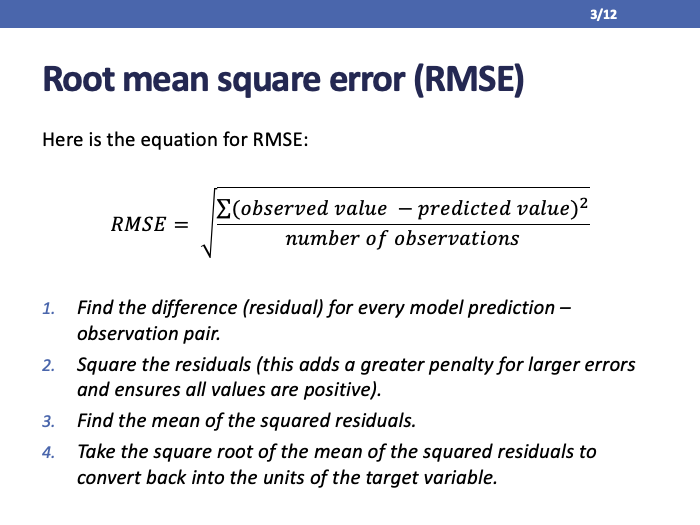 3/12
Root mean square error (RMSE)
Here is the equation for RMSE:
RMSE = √(∑(observed value − predicted value)² / number of observations)
1. Find the difference (residual) for every model prediction –
observation pair.
2. Square the residuals (this adds a greater penalty for larger errors
and ensures all values are positive).
3. Find the mean of the squared residuals.
4. Take the square root of the mean of the squared residuals to
convert back into the units of the target variable.